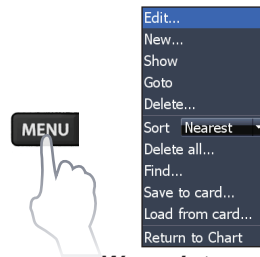 Edit...
New...
Show
Goto
Delete...
MENU
Sort Nearest
Delete all...
Find...
Save to card...
Load from card...
Return to Chart